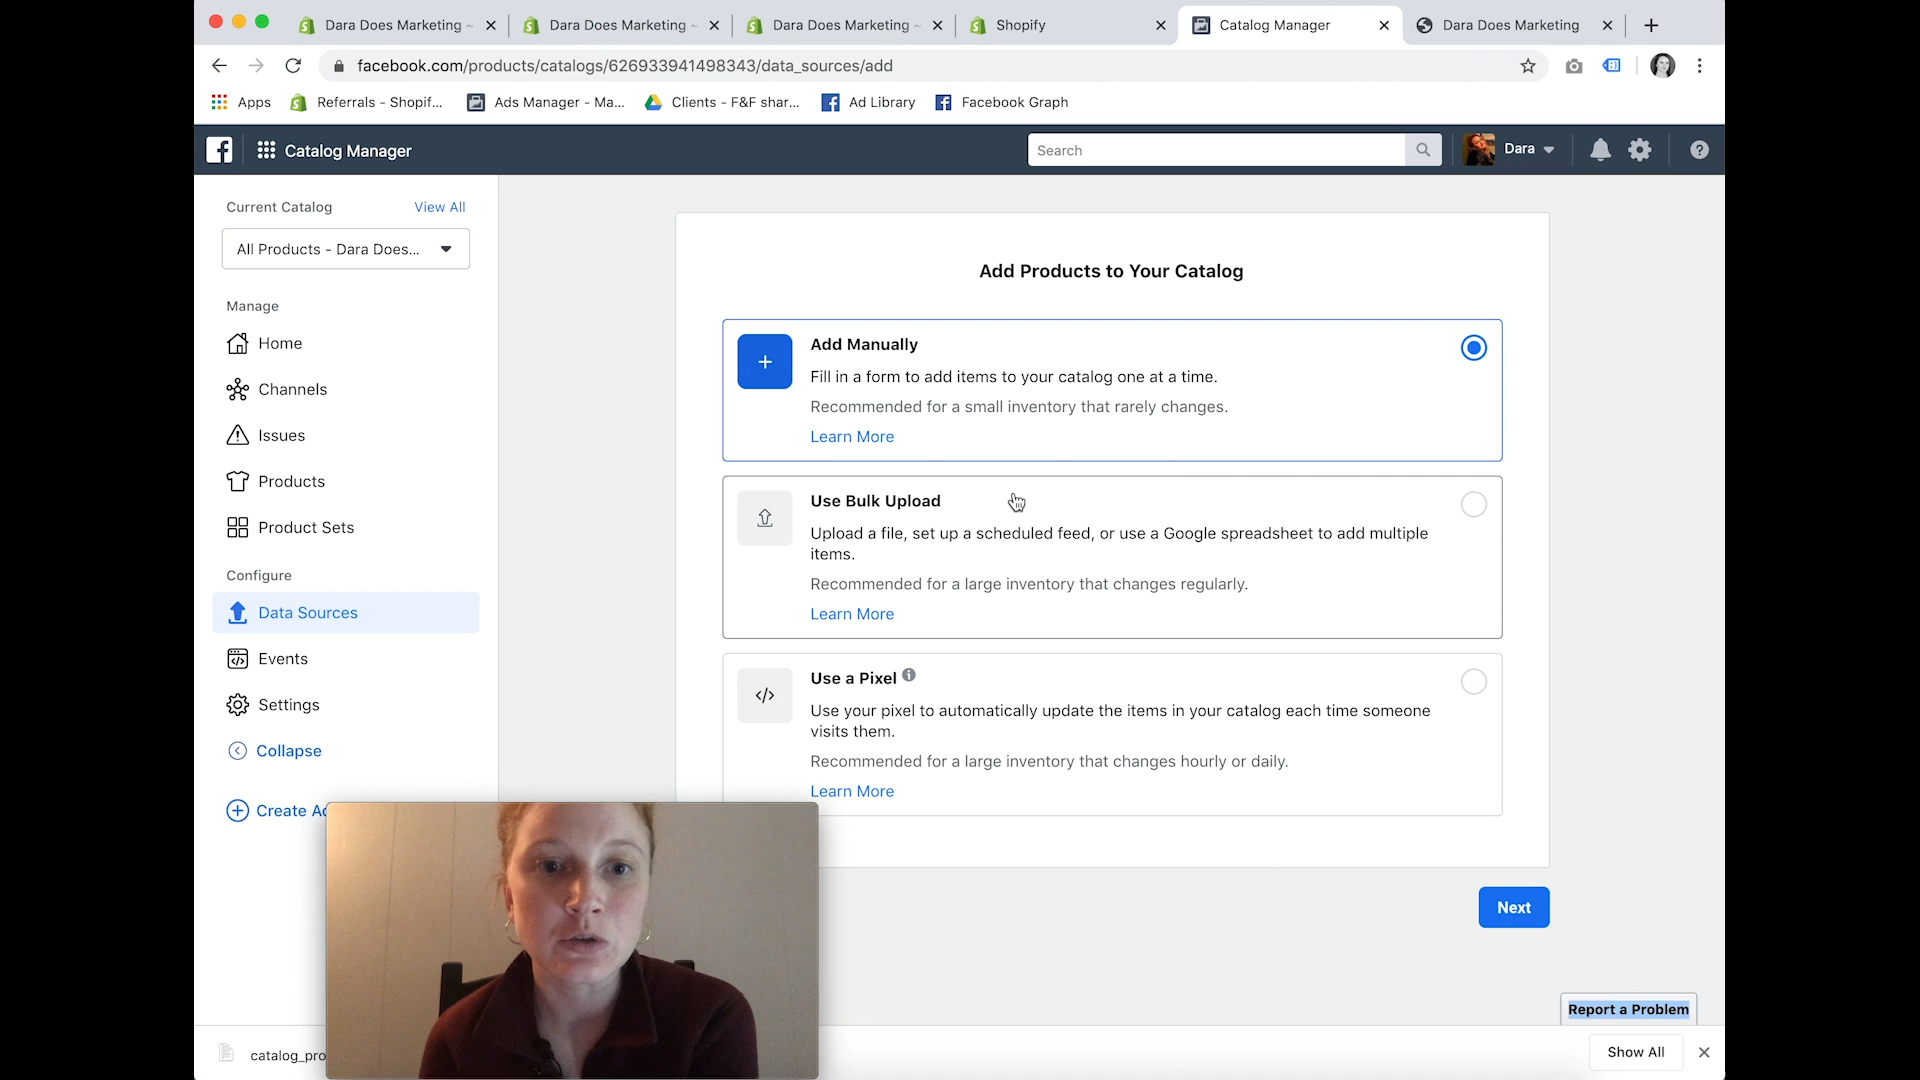 Dara Does Marketing ~
Dara Does Marketing ~
Dara Does Marketing ~
Shopify
Catalog Manager
Dara Does Marketing
facebook.com/products/catalogs/626933941498343/data_sources/add
Apps
Referrals - Shopif...
Ads Manager - Ma...
Clients - F&F shar...
Ad Library
Facebook Graph
Catalog Manager
Search
Dara
Current Catalog
View All
All Products - Dara Does...
Manage
Home
Channels
Issues
Products
Product Sets
Configure
Data Sources
Events
Settings
Collapse
Create Ad
Add Products to Your Catalog
Add Manually
Fill in a form to add items to your catalog one at a time.
Recommended for a small inventory that rarely changes.
Learn More
Use Bulk Upload
Upload a file, set up a scheduled feed, or use a Google spreadsheet to add multiple
items.
Recommended for a large inventory that changes regularly.
Learn More
Use a Pixel
Use your pixel to automatically update the items in your catalog each time someone
visits them.
Recommended for a large inventory that changes hourly or daily.
Learn More
Next
Report a Problem
catalog_pro
Show All